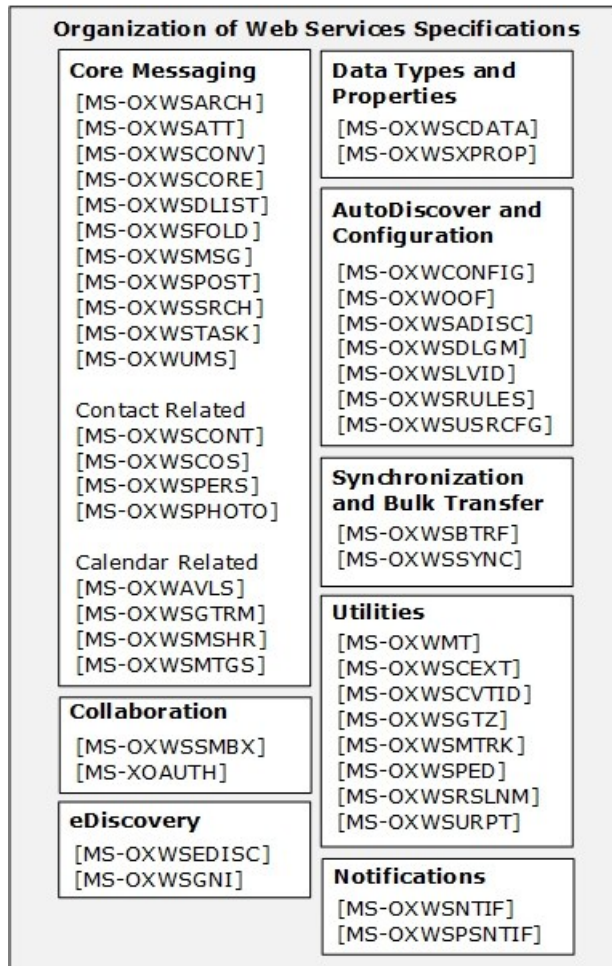 Organization of Web Services Specifications
Core Messaging
[MS-OXWSARCH]
[MS-OXWSATT]
[MS-OXWSCONV]
[MS-OXWSCORE]
[MS-OXWSDLIST]
[MS-OXWSFOLD]
[MS-OXWSMSG]
[MS-OXWSPOST]
[MS-OXWSSRCH]
[MS-OXWSTASK]
[MS-OXWUMS]
Contact Related
[MS-OXWSCONT]
[MS-OXWSCOS]
[MS-OXWSPERS]
[MS-OXWSPHOTO]
Calendar Related
[MS-OXWAVLS]
[MS-OXWSGTRM]
[MS-OXWSMSHR]
[MS-OXWSMTGS]
Collaboration
[MS-OXWSSMBX]
[MS-XOAUTH]
eDiscovery
[MS-OXWSEDISC]
[MS-OXWSGNI]
Data Types and
Properties
[MS-OXWSCDATA]
[MS-OXWSXPROP]
AutoDiscover and
Configuration
[MS-OXWCONFIG]
[MS-OXWOOF]
[MS-OXWSADISC]
[MS-OXWSDLGM]
[MS-OXWSLVID]
[MS-OXWSRULES]
[MS-OXWSUSRCFG]
Synchronization
and Bulk Transfer
[MS-OXWSBTRF]
[MS-OXWSSYNC]
Utilities
[MS-OXWMT]
[MS-OXWSCEXT]
[MS-OXWSCVTID]
[MS-OXWSGTZ]
[MS-OXWSMTRK]
[MS-OXWSPED]
[MS-OXWSRSLNM]
[MS-OXWSURPT]
Notifications
[MS-OXWSNTIF]
[MS-OXWSPSNTIF]